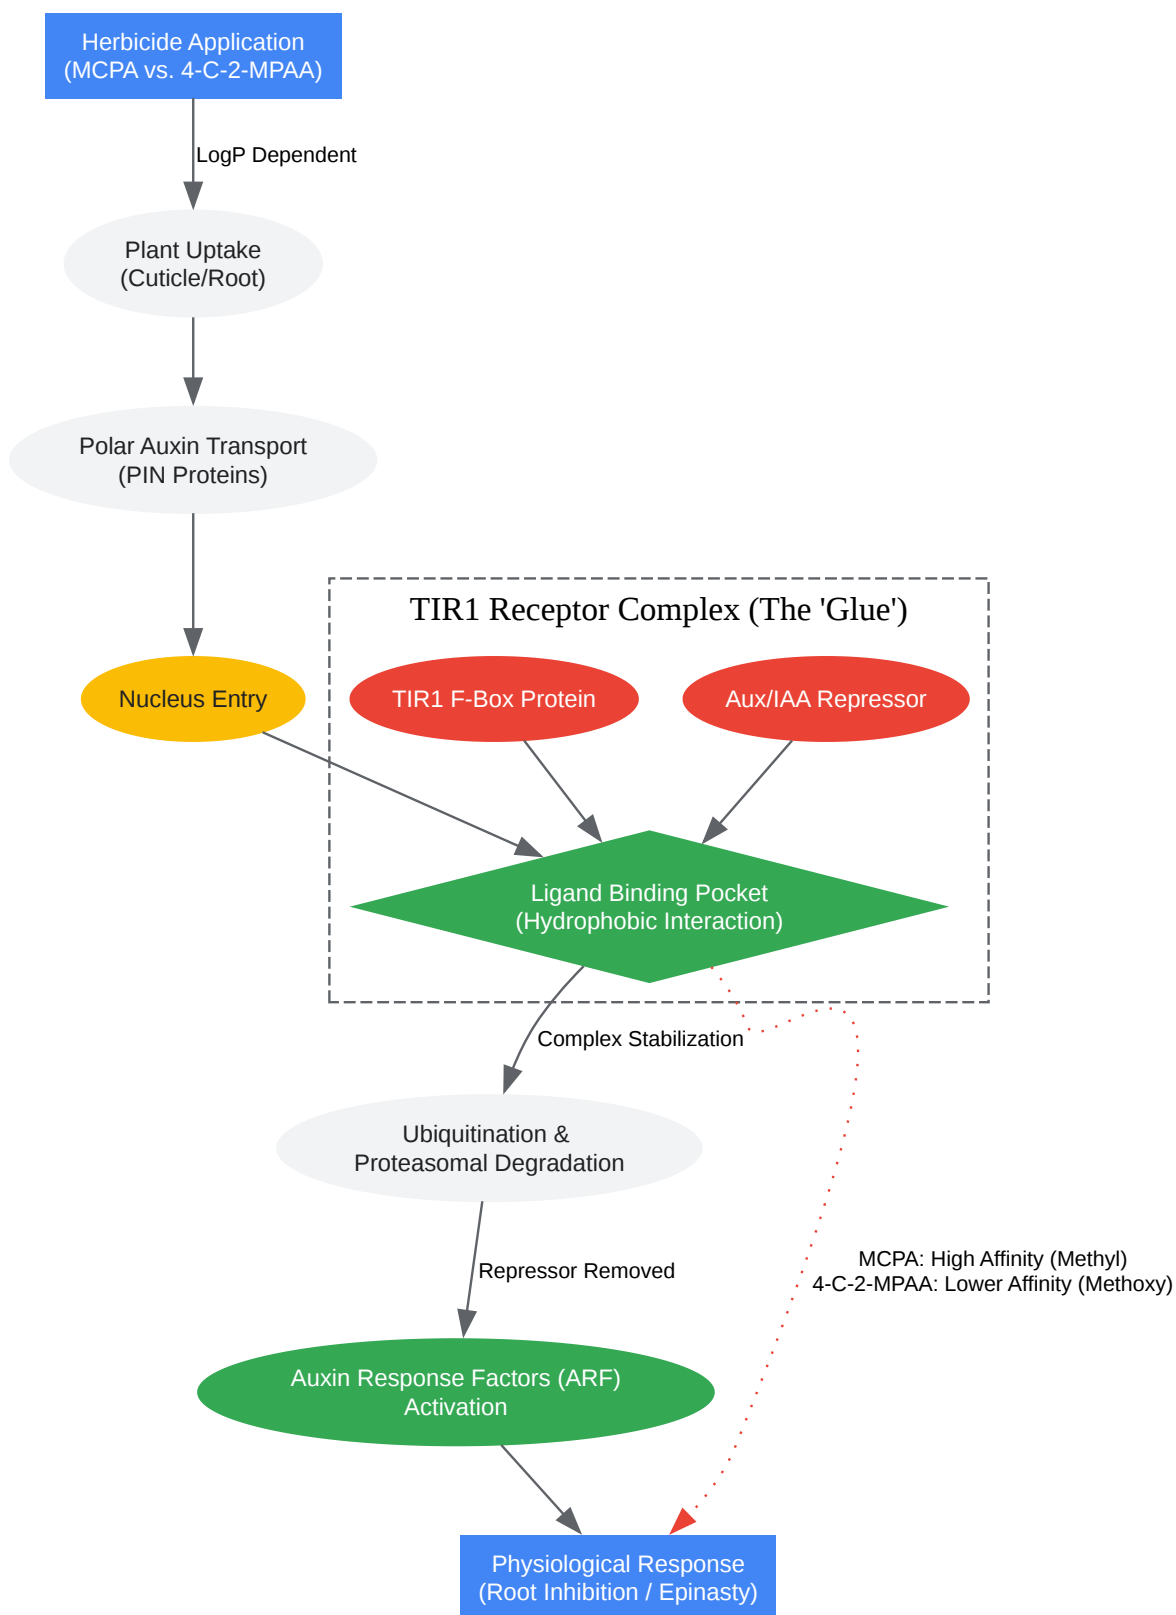 Herbicide Application
(MCPA vs. 4-C-2-MPAA)
LogP Dependent
Plant Uptake
(Cuticle/Root)
Polar Auxin Transport
(PIN Proteins)
TIR1 Receptor Complex (The 'Glue')
Nucleus Entry
TIR1 F-Box Protein
Aux/IAA Repressor
Ligand Binding Pocket
(Hydrophobic Interaction)
Complex Stabilization
Ubiquitination &
Proteasomal Degradation
MCPA: High Affinity (Methyl)
4-C-2-MPAA: Lower Affinity (Methoxy)
Repressor Removed
Auxin Response Factors (ARF)
Activation
Physiological Response
(Root Inhibition / Epinasty)